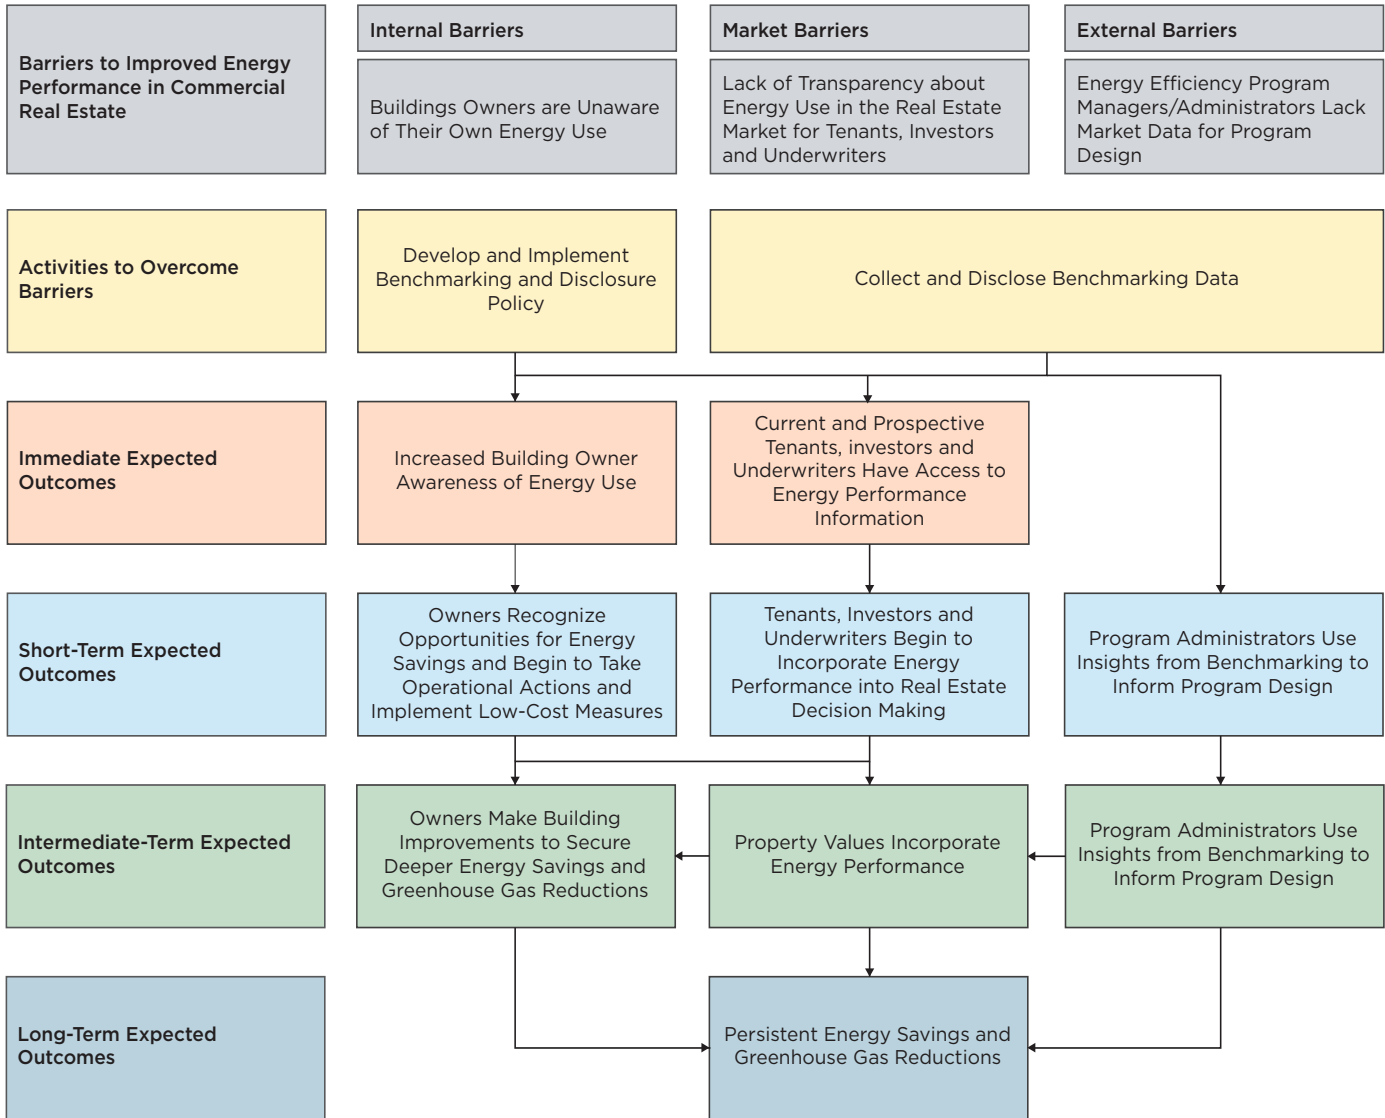 Barriers to Improved Energy
Performance in Commercial
Real Estate
Internal Barriers
Market Barriers
External Barriers
Buildings Owners are Unaware
of Their Own Energy Use
Lack of Transparency about
Energy Use in the Real Estate
Market for Tenants, Investors
and Underwriters
Energy Efficiency Program
Managers/Administrators Lack
Market Data for Program
Design
Activities to Overcome
Barriers
Develop and Implement
Benchmarking and Disclosure
Policy
Collect and Disclose Benchmarking Data
Immediate Expected
Outcomes
Increased Building Owner
Awareness of Energy Use
Current and Prospective
Tenants, investors and
Underwriters Have Access to
Energy Performance
Information
Short-Term Expected
Outcomes
Owners Recognize
Opportunities for Energy
Savings and Begin to Take
Operational Actions and
Implement Low-Cost Measures
Tenants, Investors and
Underwriters Begin to
Incorporate Energy
Performance into Real Estate
Decision Making
Program Administrators Use
Insights from Benchmarking to
Inform Program Design
Intermediate-Term Expected
Outcomes
Owners Make Building
Improvements to Secure
Deeper Energy Savings and
Greenhouse Gas Reductions
Property Values Incorporate
Energy Performance
Program Administrators Use
Insights from Benchmarking to
Inform Program Design
Long-Term Expected
Outcomes
Persistent Energy Savings and
Greenhouse Gas Reductions